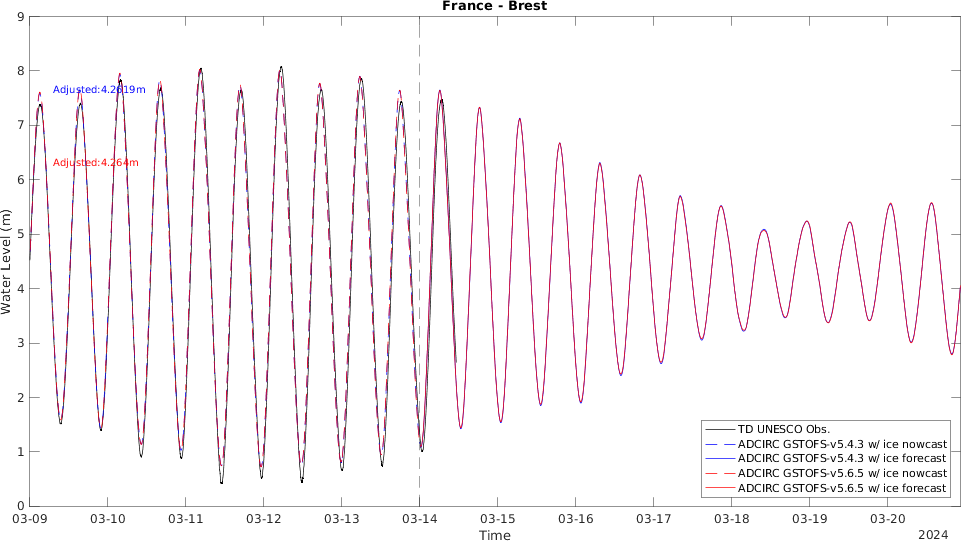 France - Brest
9
8
7
6
5
4
3
2
1
0
Water Level (m)
Adjusted:4.2619m
Adjusted:4.264m
TD UNESCO Obs.
ADCIRC GSTOFS-v5.4.3 w/ ice nowcast
ADCIRC GSTOFS-v5.4.3 w/ ice forecast
ADCIRC GSTOFS-v5.6.5 w/ ice nowcast
ADCIRC GSTOFS-v5.6.5 w/ ice forecast
03-09 03-10 03-11 03-12 03-13 03-14 03-15 03-16 03-17 03-18 03-19 03-20
Time
2024